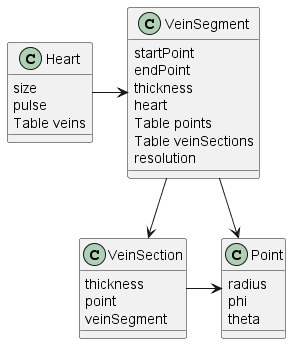 C VeinSegment
startPoint
endPoint
thickness
heart
Table points
Table veinSections
resolution
C Heart
size
pulse
Table veins
C VeinSection
thickness
point
veinSegment
C Point
radius
phi
theta